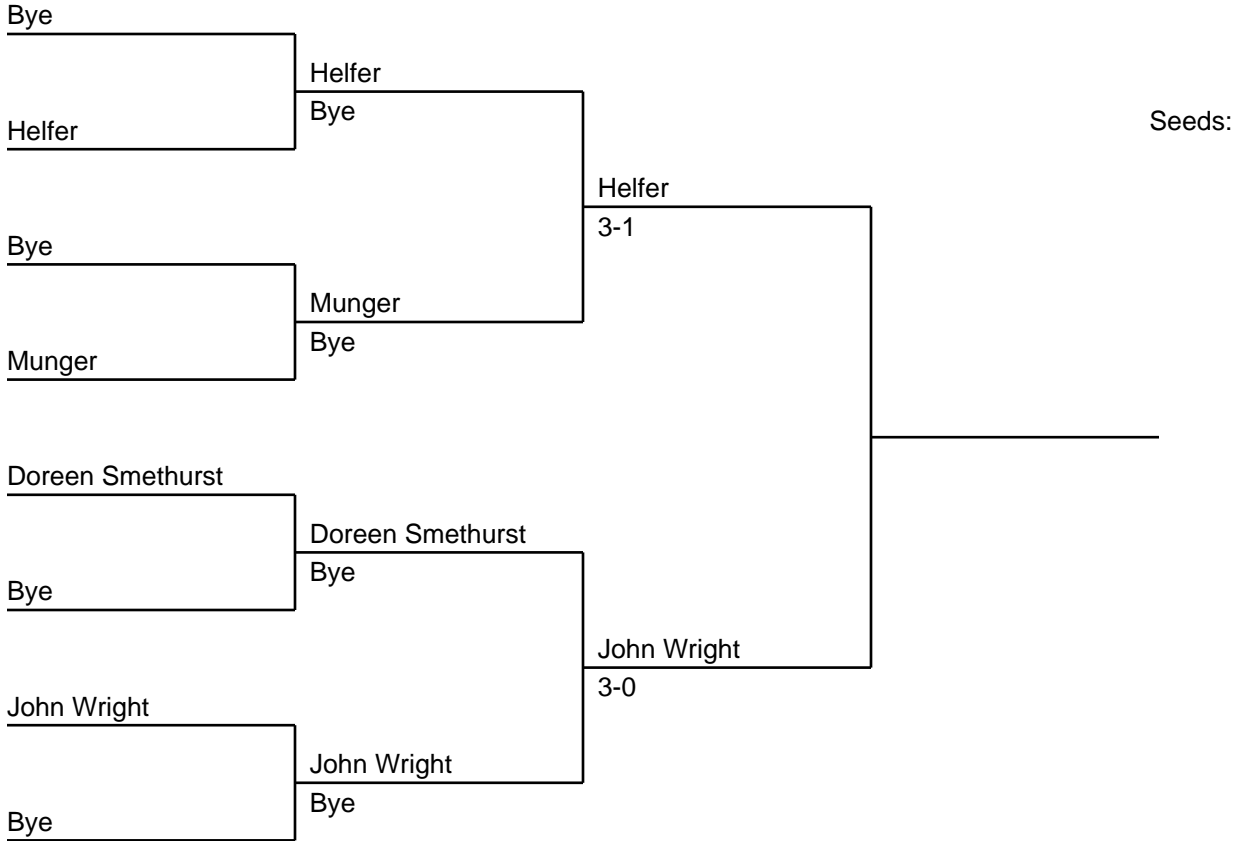 Bye
Helfer
Bye
Helfer
Seeds:
Helfer
3-1
Bye
Munger
Bye
Munger
Doreen Smethurst
Doreen Smethurst
Bye
Bye
John Wright
3-0
John Wright
John Wright
Bye
Bye